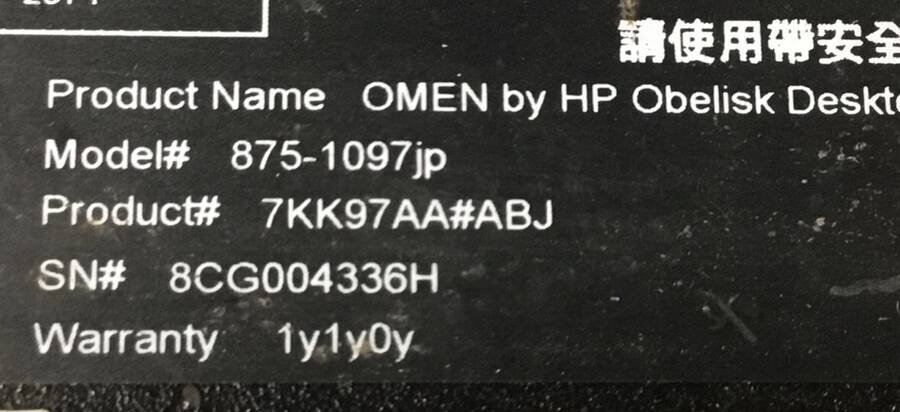 請使用帶安全
Product Name OMEN by HP Obelisk Deskt
Model# 875-1097jp
Product# 7KK97AA#ABJ
SN# 8CG004336H
Warranty 1y1y0y